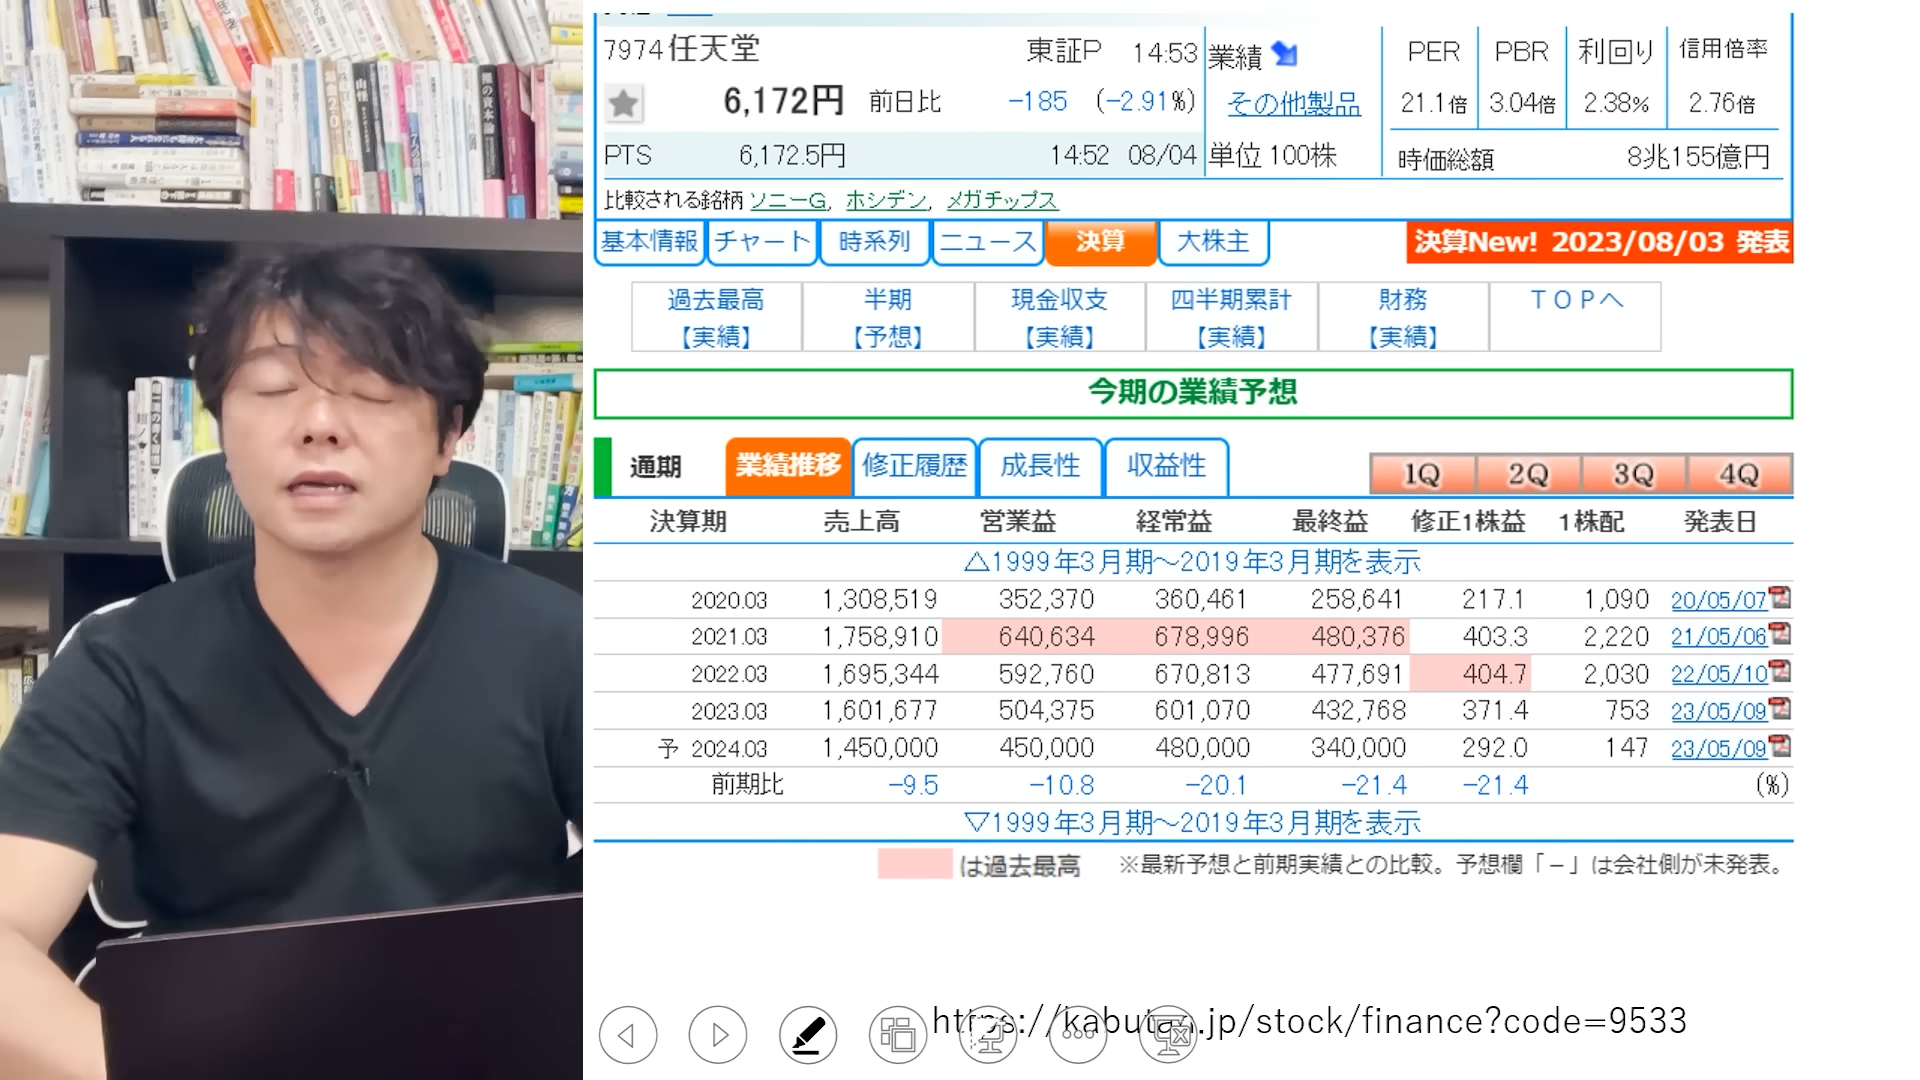 7974 任天堂 東証P 14:53 業績
6,172円 前日比 -185 (-2.91%) その他製品
PTS 6,172.5円 14:52 08/04 単位 100株
PER PBR 利回り 信用倍率
21.1倍 3.04倍 2.38% 2.76倍
時価総額 8兆155億円
比較される銘柄 ソニーG, ホシデン, メガチップス
基本情報 チャート 時系列 ニュース 決算 大株主 決算New! 2023/08/03 発表
過去最高 半期 現金収支 四半期累計 財務 TOPへ
【実績】 【予想】 【実績】 【実績】 【実績】
今期の業績予想
通期 業績推移 修正履歴 成長性 収益性 1Q 2Q 3Q 4Q
決算期 売上高 営業益 経常益 最終益 修正1株益 1株配 発表日
△1999年3月期～2019年3月期を表示
2020.03 1,308,519 352,370 360,461 258,641 217.1 1,090 20/05/07
2021.03 1,758,910 640,634 678,996 480,376 403.3 2,220 21/05/06
2022.03 1,695,344 592,760 670,813 477,691 404.7 2,030 22/05/10
2023.03 1,601,677 504,375 601,070 432,768 371.4 753 23/05/09
予 2024.03 1,450,000 450,000 480,000 340,000 292.0 147 23/05/09
前期比 -9.5 -10.8 -20.1 -21.4 -21.4 (%)
▽1999年3月期～2019年3月期を表示
は過去最高 ※最新予想と前期実績との比較。予想欄「－」は会社側が未発表。
https://kabutan.jp/stock/finance?code=9533